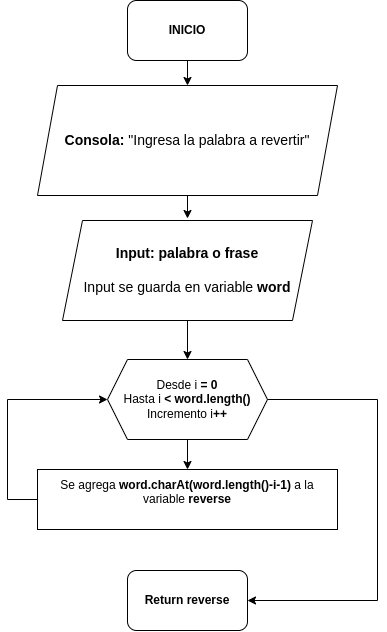 INICIO
Consola: "Ingresa la palabra a revertir"
Input: palabra o frase
Input se guarda en variable word
Desde i = 0
Hasta i < word.length()
Incremento i++
Se agrega word.charAt(word.length()-i-1) a la
variable reverse
Return reverse